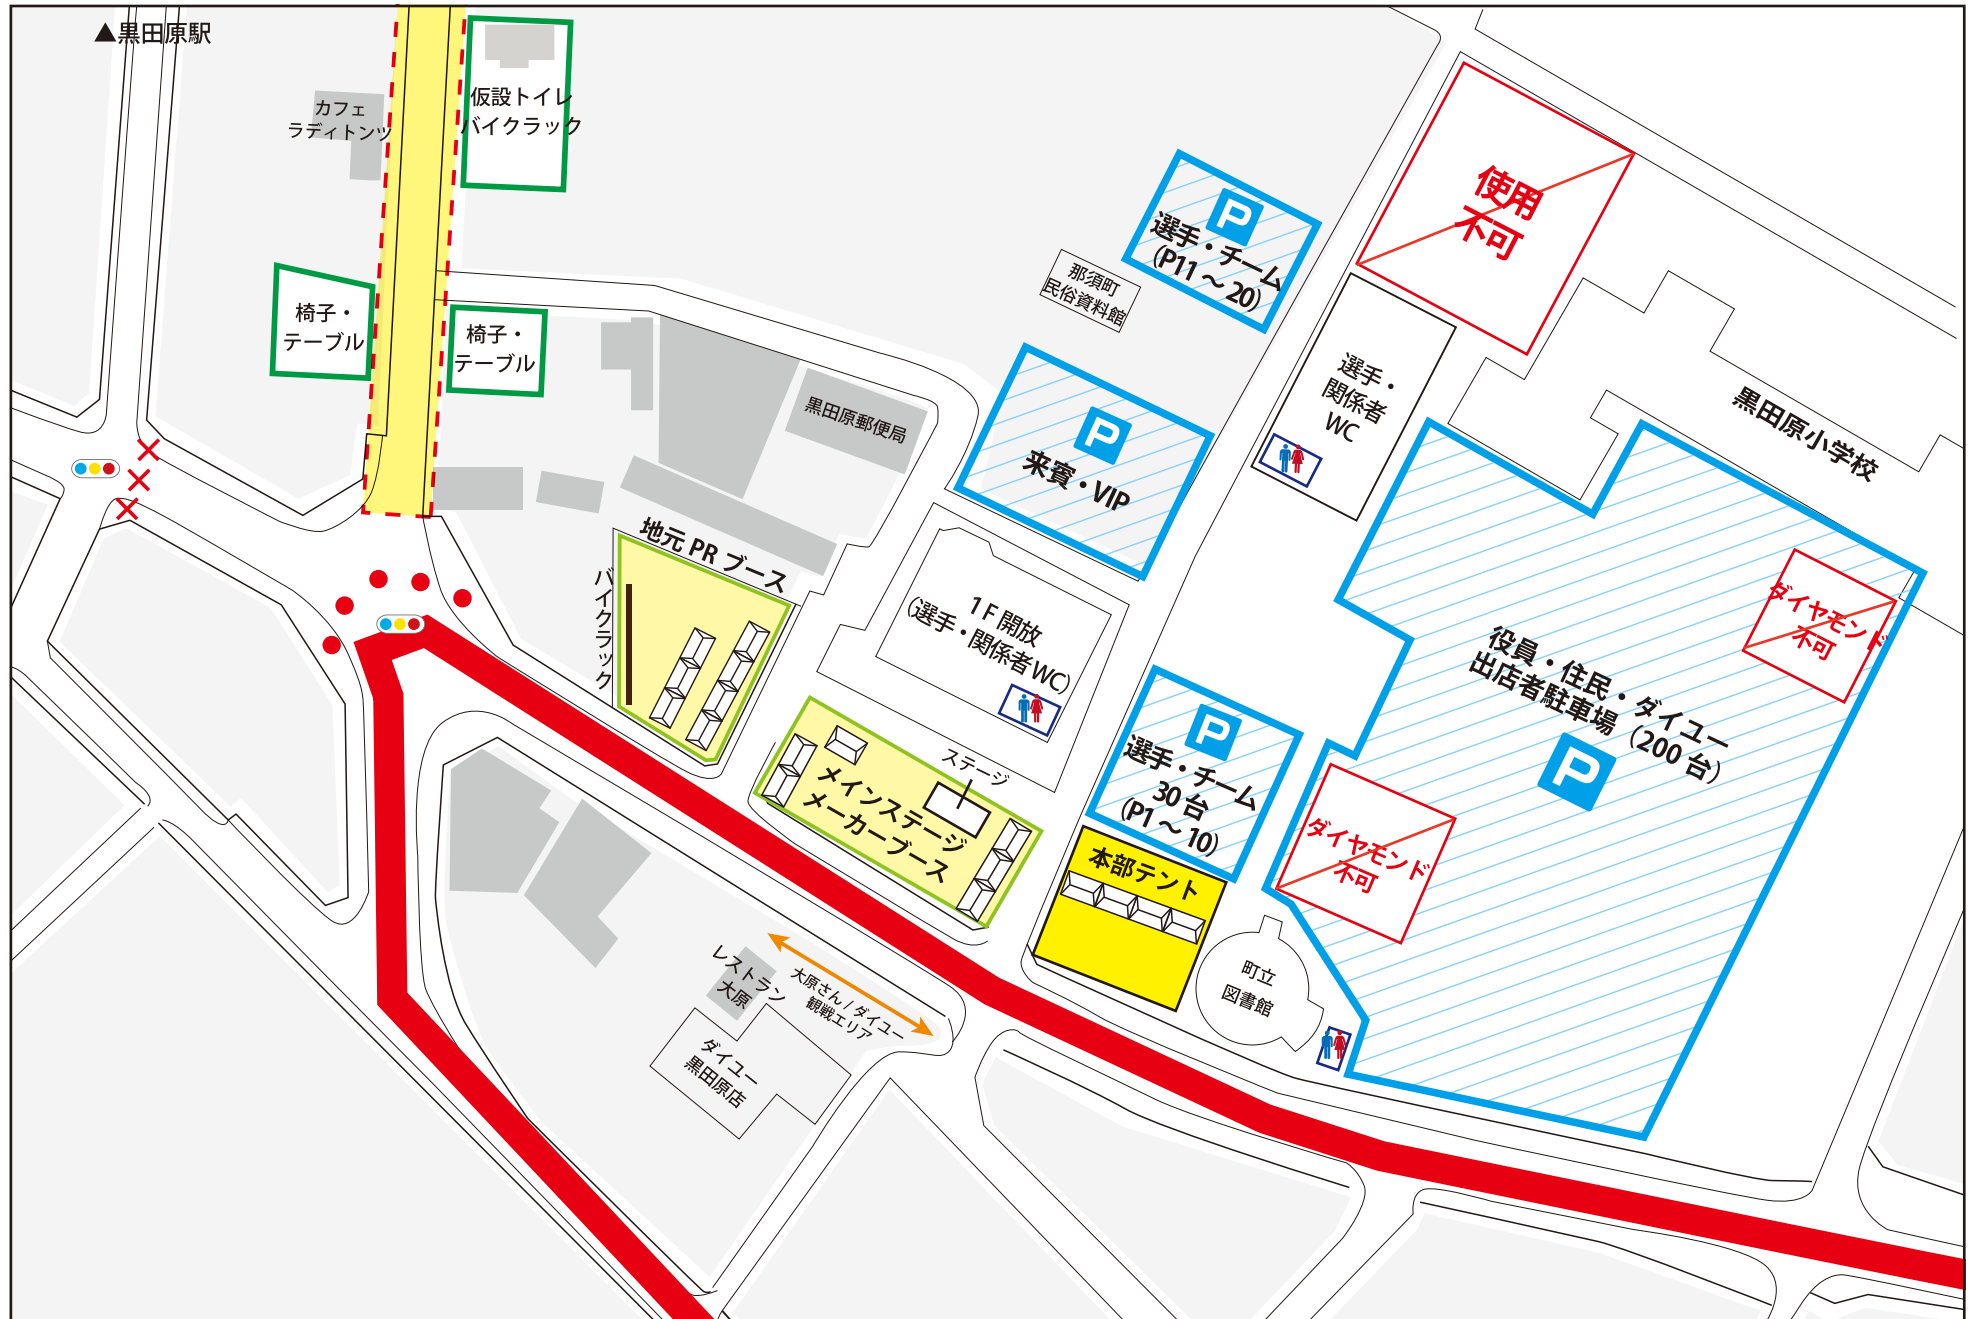 ▲黒田原駅
カフェ
ラディトンツ
仮設トイレ
バイクラック
椅子・
テーブル
椅子・
テーブル
黒田原郵便局
地元 PR ブース
バイクラック
那須町
民俗資料館
P
選手・チーム
(P11～20)
P
来賓・VIP
使用
不可
選手・
関係者
WC
黒田原小学校
1F 開放
(選手・関係者WC)
ステージ
メインステージ
メーカーブース
P
選手・チーム
30 台
(P1～10)
本部テント
町立
図書館
ダイヤモンド
不可
役員・住民・ダイユー
出店者駐車場（200 台）
P
ダイヤモンド
不可
レストラン
大原
大原さん / ダイユー
観戦エリア
ダイユー
黒田原店